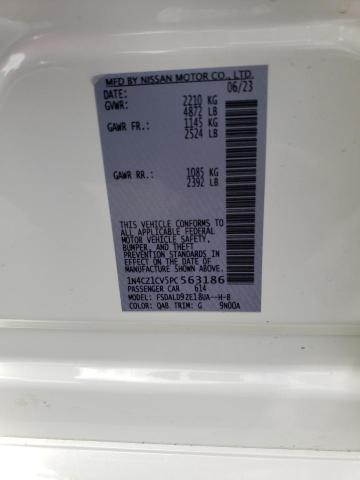 MFD BY NISSAN MOTOR CO., LTD.
DATE: 06/23
GVWR: 2210 KG
4872 LB
GAWR FR.: 1145 KG
2524 LB
GAWR RR.: 1085 KG
2392 LB
THIS VEHICLE CONFORMS TO
ALL APPLICABLE FEDERAL
MOTOR VEHICLE SAFETY,
BUMPER, AND THEFT
PREVENTION STANDARDS
IN EFFECT ON THE DATE OF
MANUFACTURE SHOWN ABOVE.
1N4CZ1CV5PC563186
PASSENGER CAR 614
MODEL: FSDALD9ZE18UA--H-B
COLOR: QAB TRIM: G 9N00A